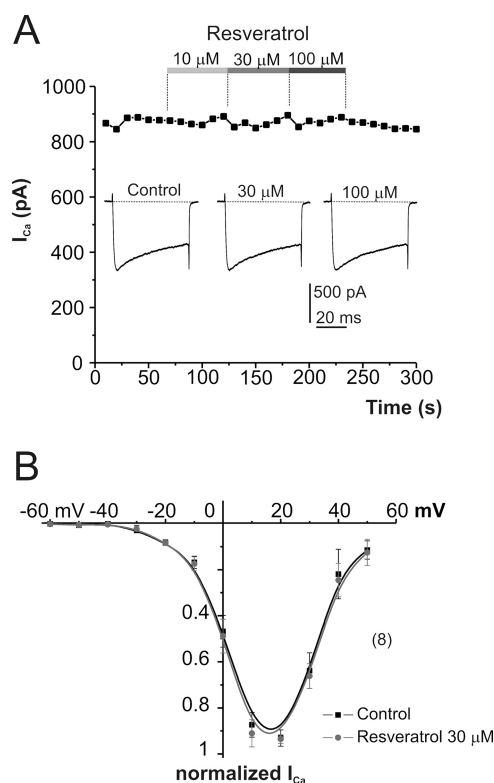 A
Resveratrol
10 µM 30 µM 100 µM
1000
800
600
400
200
0
I_Ca (pA)
Control 30 µM 100 µM
500 pA
20 ms
0 50 100 150 200 250 300
Time (s)
B
-60 mV -40 -20 0 20 40 60 mV
0.4
0.6
0.8
1
(8)
Control
Resveratrol 30 µM
normalized I_Ca